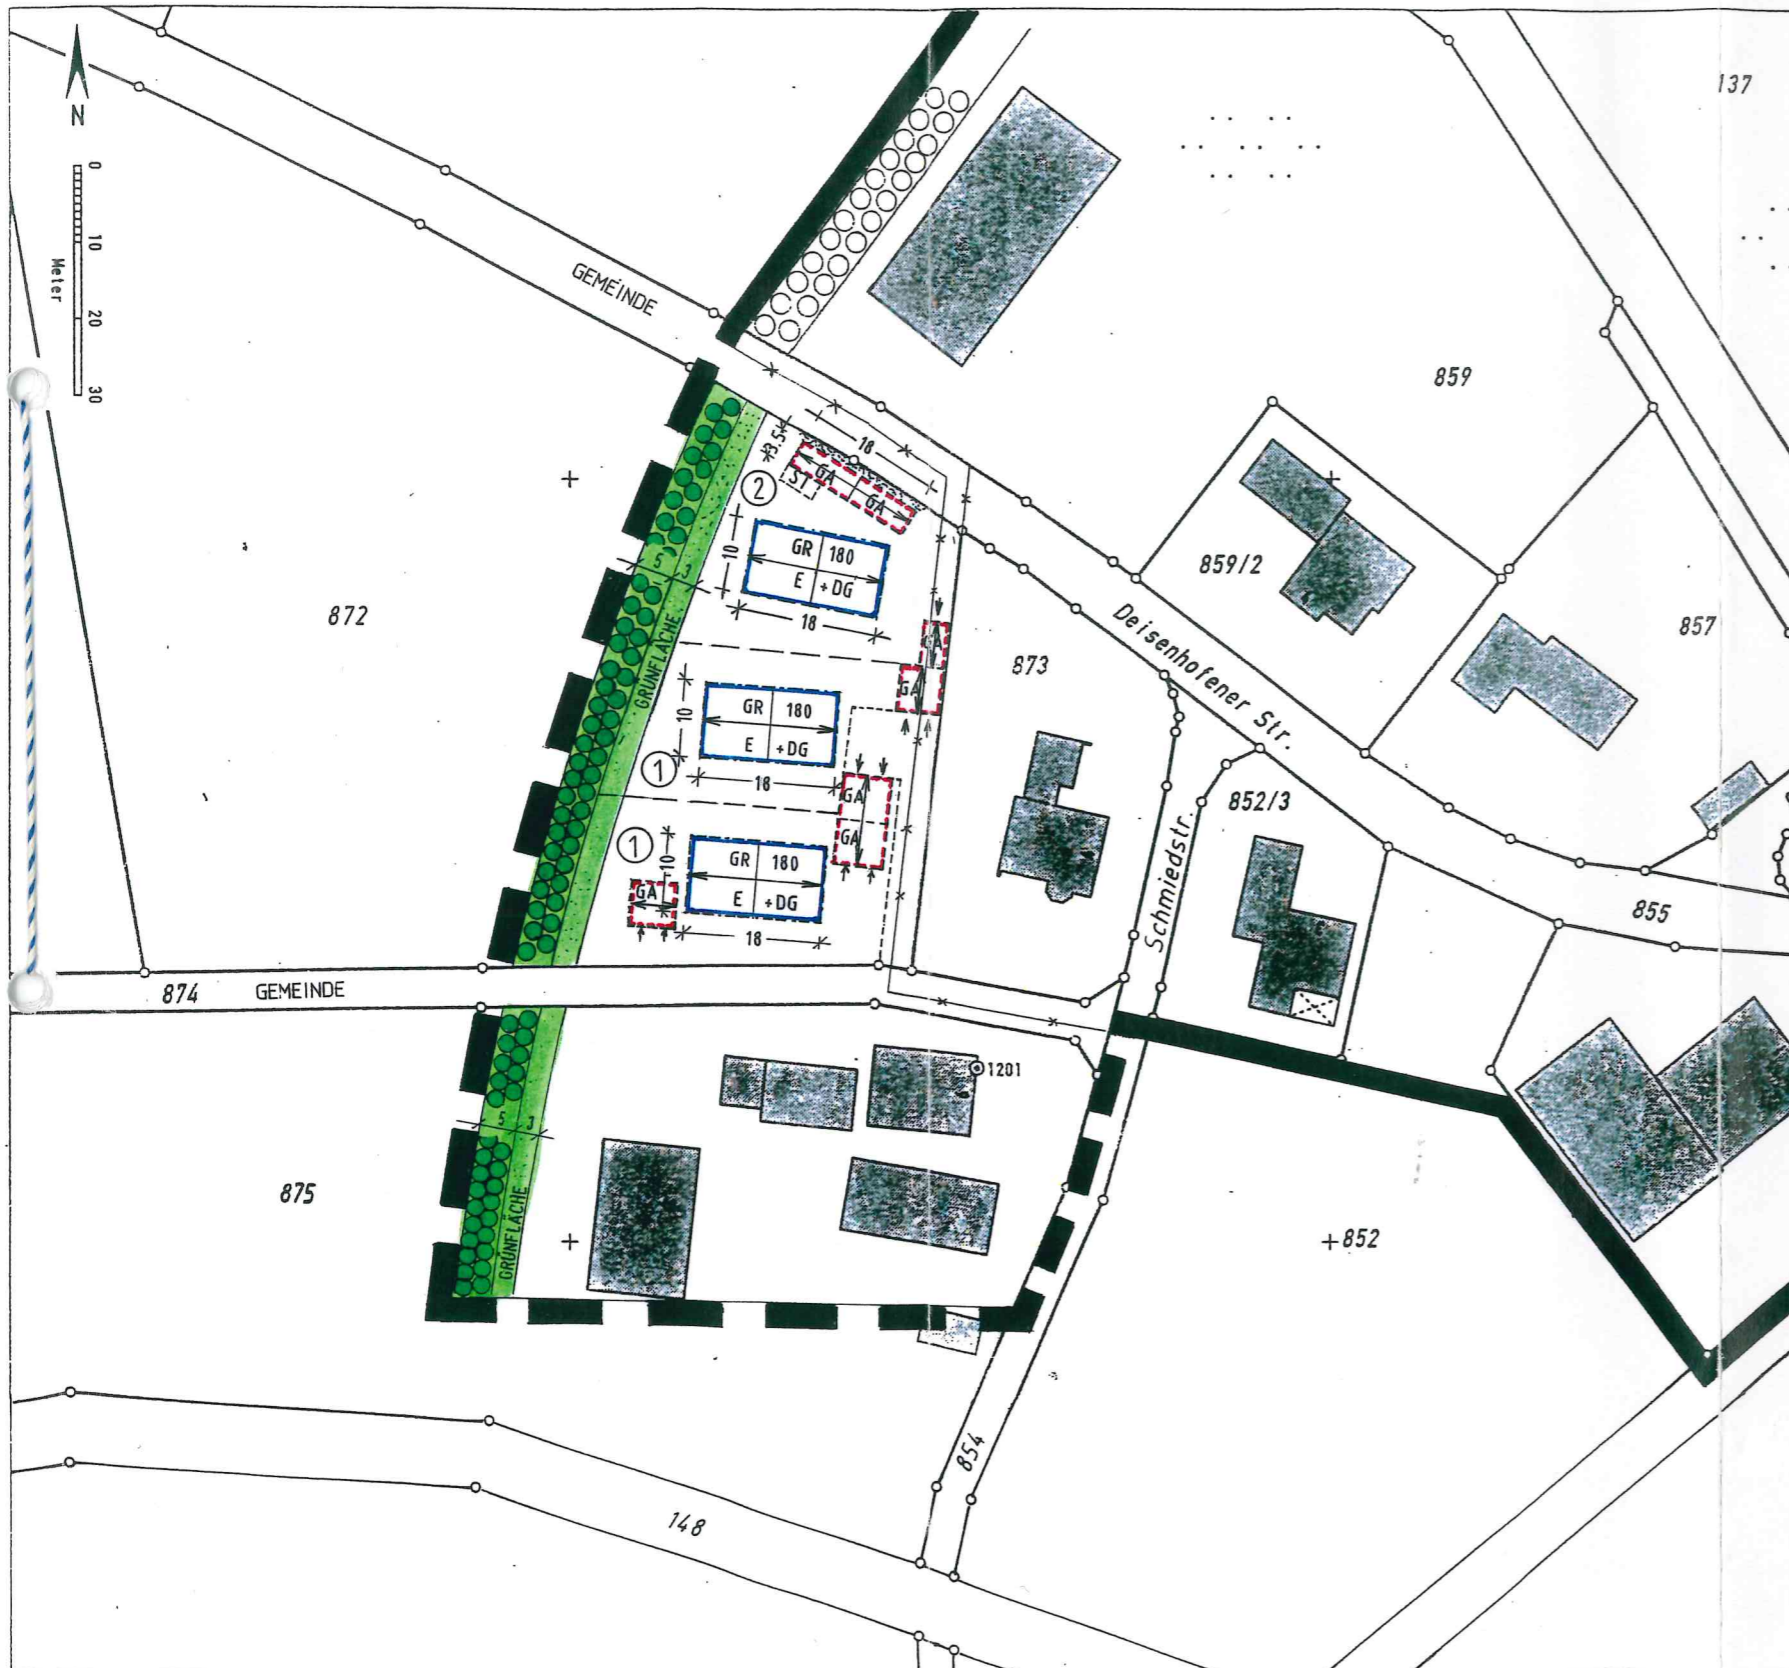 137
N
0
10
20
30
Meter
GEMEINDE
859
18
3.5
GA
GA
ST
2
GR 180
E +DG
10
18
859/2
857
872
5 3
GRÜNFLÄCHE
Deisenhofener Str.
873
GA
GR 180
E +DG
10
18
1
GA
GA
852/3
Schmiedstr.
1
GR 180
E +DG
10
18
GA
855
874 GEMEINDE
1201
5 3
875
GRÜNFLÄCHE
852
854
148